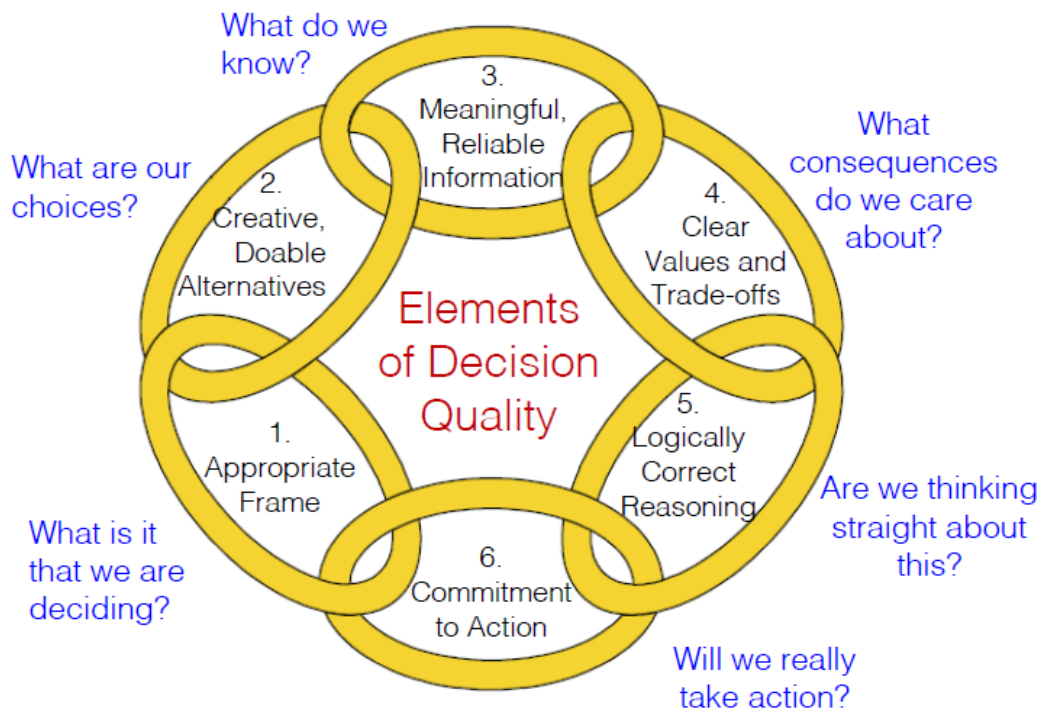 What do we
know?
3.
Meaningful,
Reliable
Information
What
consequences
do we care
about?
What are our
choices?
2.
Creative,
Doable
Alternatives
4.
Clear
Values and
Trade-offs
Elements
of Decision
Quality
1.
Appropriate
Frame
5.
Logically
Correct
Reasoning
What is it
that we are
deciding?
Are we thinking
straight about
this?
6.
Commitment
to Action
Will we really
take action?